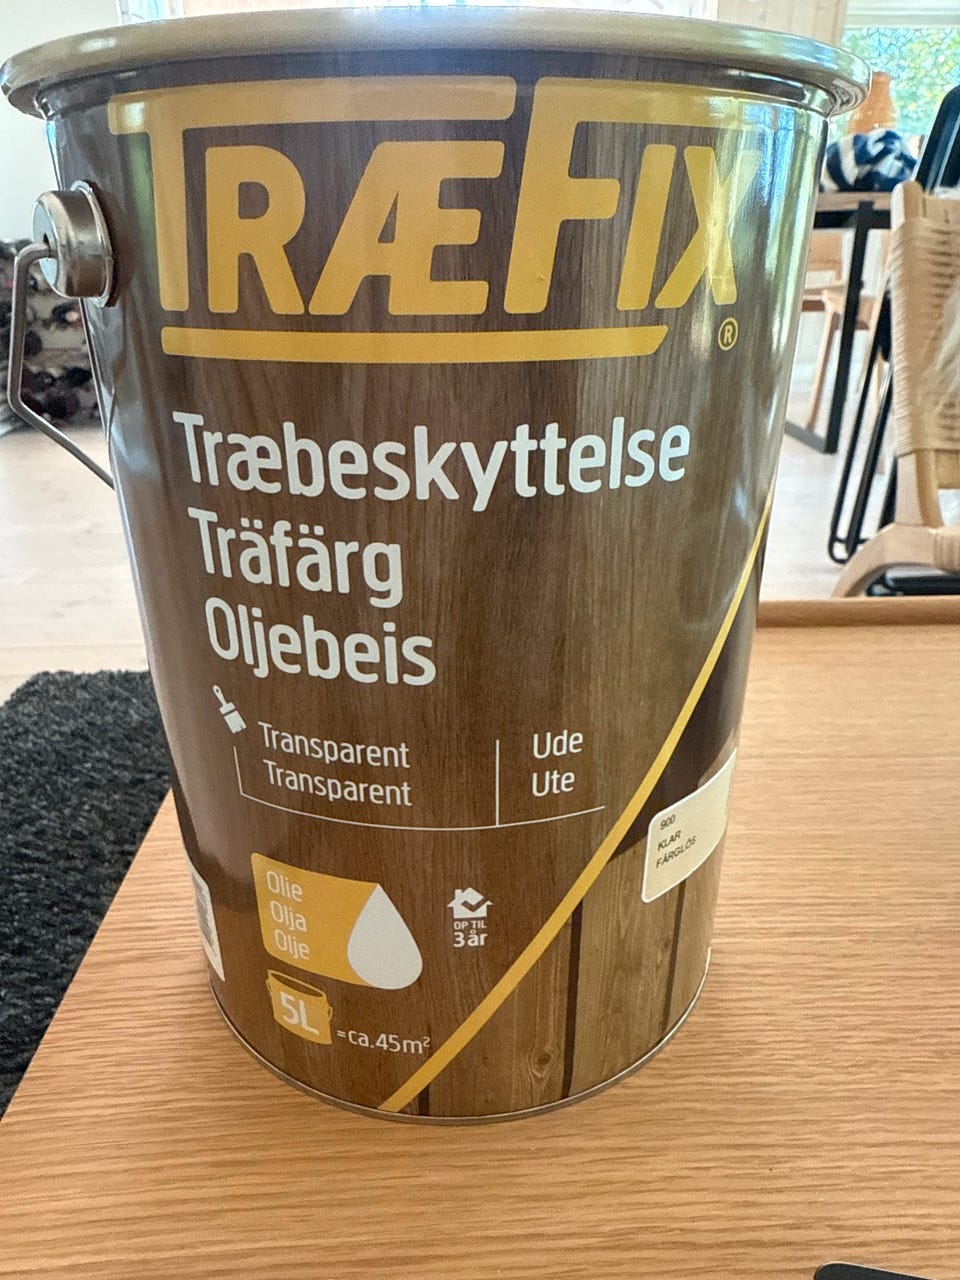 TRÆFIX
®
Træbeskyttelse
Träfärg
Oljebeis
Transparent
Transparent
Ude
Ute
900
KLAR
FÄRGLÖS
Olie
Olja
Olje
OP TIL
3 år
5L
=ca.45m²